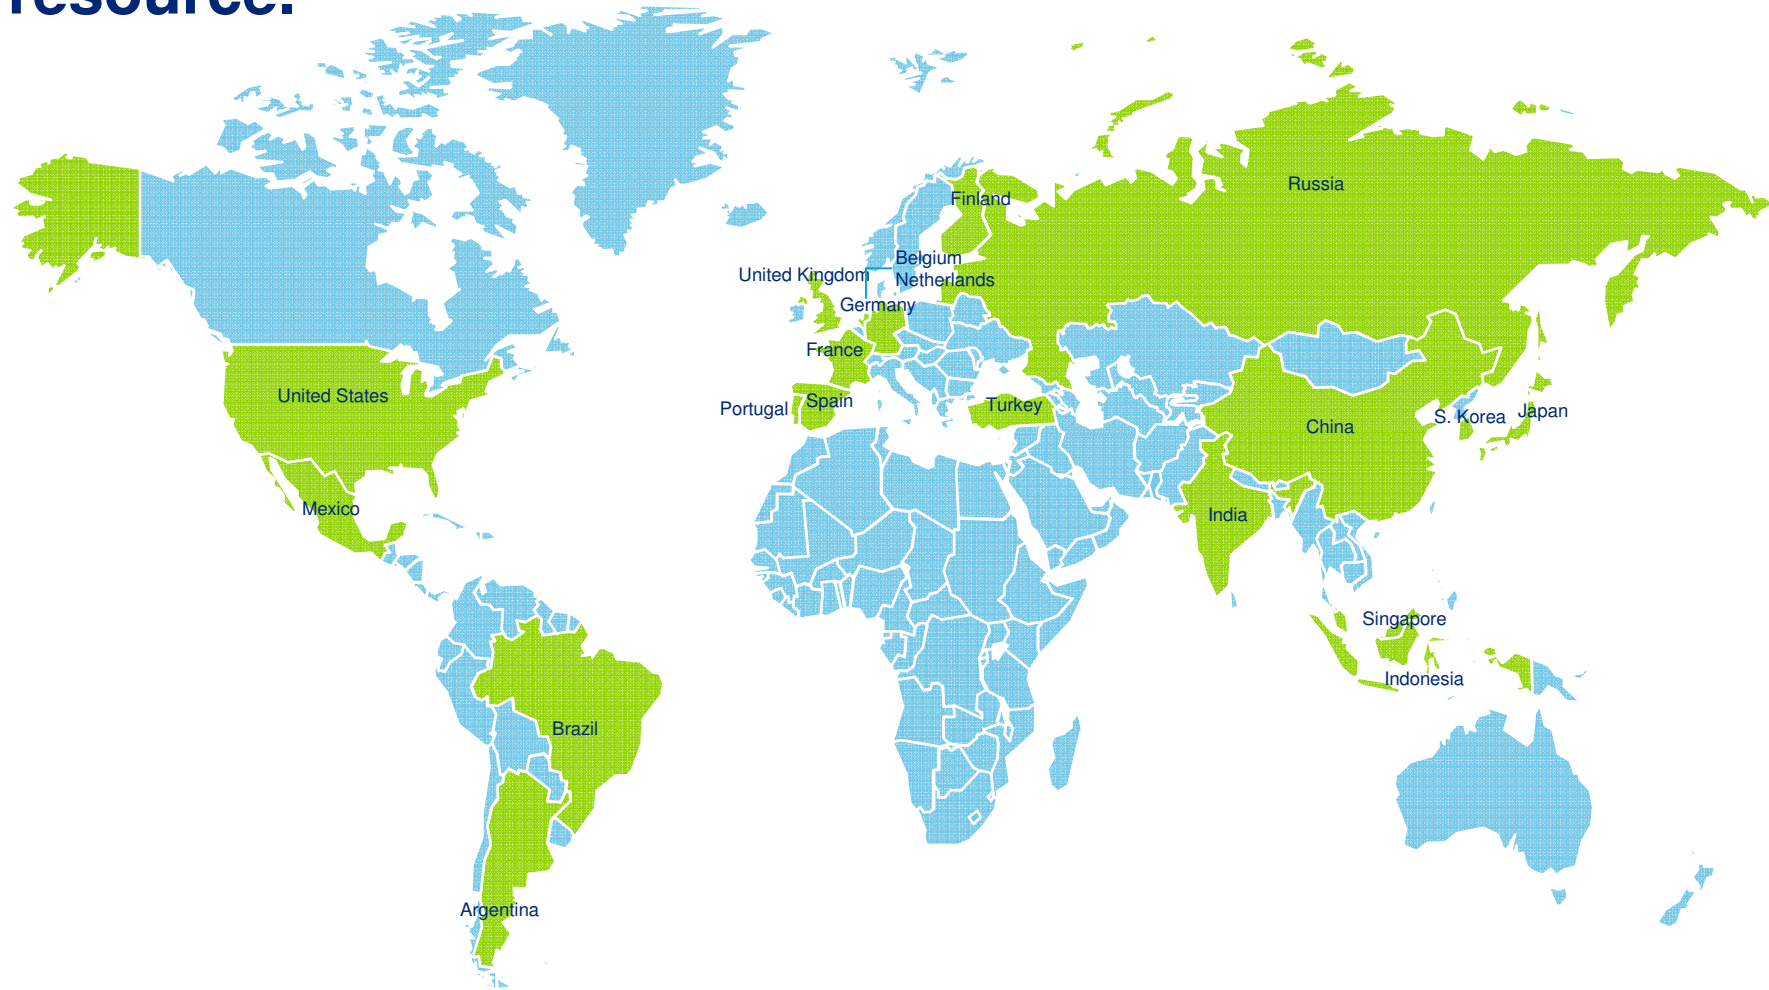 resource.
Russia
Finland
Belgium
United Kingdom
Netherlands
Germany
France
United States
Spain
Portugal
Turkey
S. Korea
Japan
China
Mexico
India
Singapore
Indonesia
Brazil
Argentina